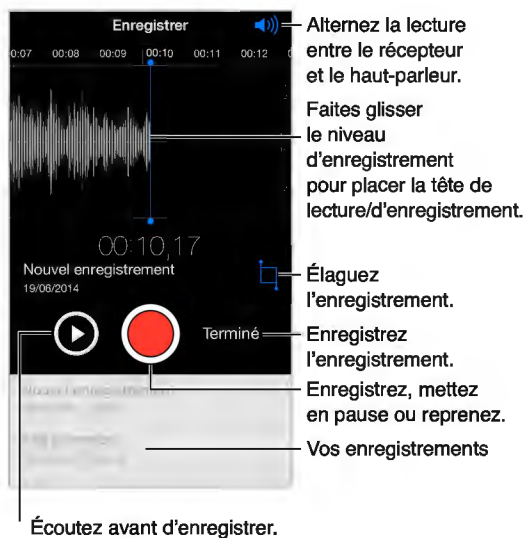 Enregistrer
Alternez la lecture
entre le récepteur
et le haut-parleur.
0:07 00:08 00:09 00:10 00:11 00:12
Faites glisser
le niveau
d'enregistrement
pour placer la tête de
lecture/d'enregistrement.
00:10,17
Nouvel enregistrement
19/06/2014
Élaguez
l'enregistrement.
Terminé
Enregistrez
l'enregistrement.
Enregistrez, mettez
en pause ou reprenez.
Vos enregistrements
Écoutez avant d'enregistrer.